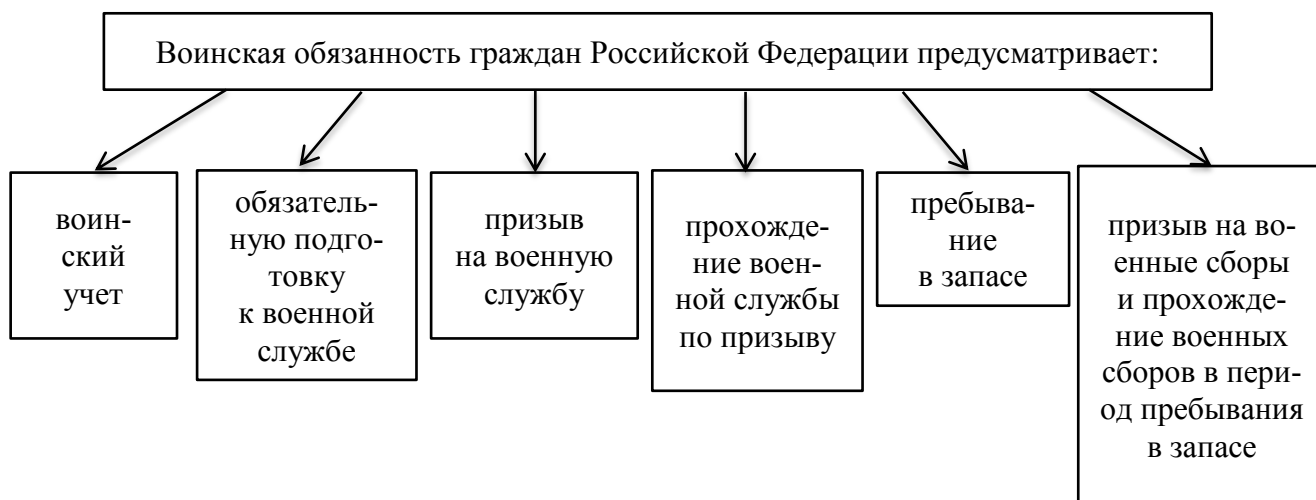 Воинская обязанность граждан Российской Федерации предусматривает:
воин-
ский
учет
обязатель-
ную подго-
товку
к военной
службе
призыв
на военную
службу
прохожде-
ние воен-
ной службы
по призыву
пребыва-
ние
в запасе
призыв на во-
енные сборы
и прохожде-
ние военных
сборов в пери-
од пребывания
в запасе